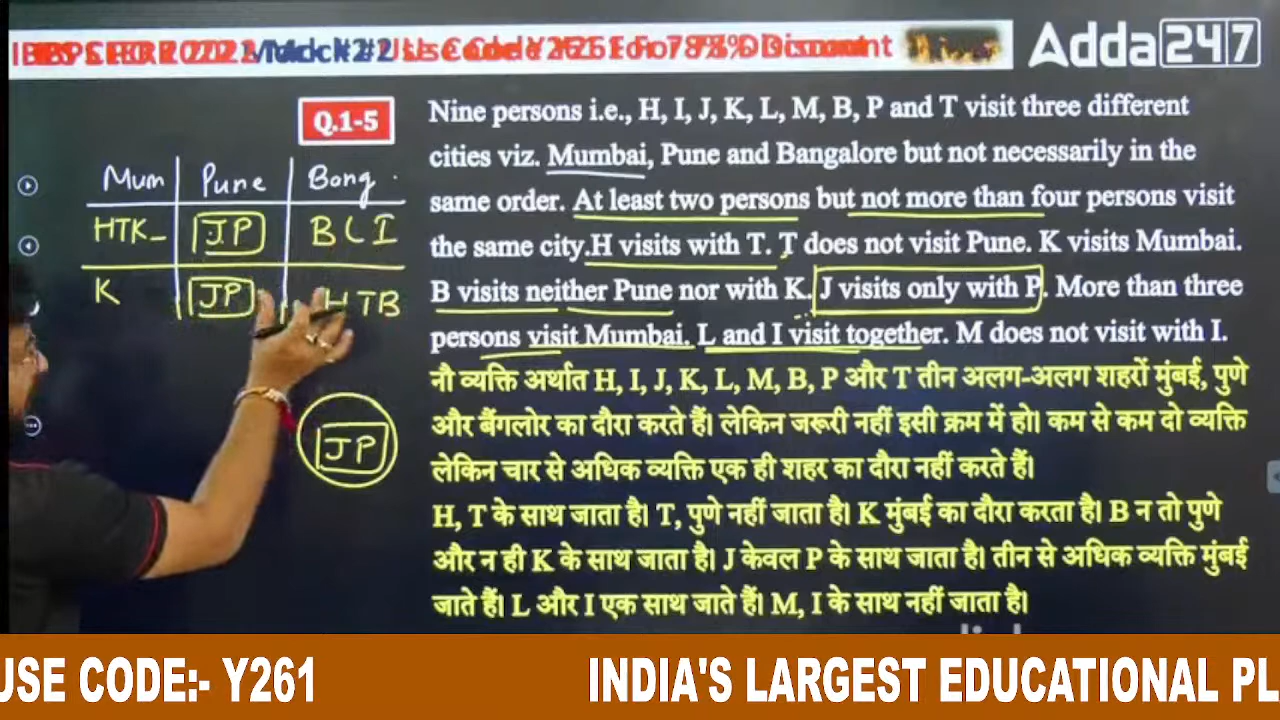 Adda247
Q.1-5
Nine persons i.e., H, I, J, K, L, M, B, P and T visit three different
cities viz. Mumbai, Pune and Bangalore but not necessarily in the
same order. At least two persons but not more than four persons visit
the same city.H visits with T. T does not visit Pune. K visits Mumbai.
B visits neither Pune nor with K. J visits only with P. More than three
persons visit Mumbai. L and I visit together. M does not visit with I.
नौ व्यक्ति अर्थात H, I, J, K, L, M, B, P और T तीन अलग-अलग शहरों मुंबई, पुणे
और बैंगलोर का दौरा करते हैं। लेकिन जरूरी नहीं इसी क्रम में हो। कम से कम दो व्यक्ति
लेकिन चार से अधिक व्यक्ति एक ही शहर का दौरा नहीं करते हैं।
H, T के साथ जाता है। T, पुणे नहीं जाता है। K मुंबई का दौरा करता है। B न तो पुणे
और न ही K के साथ जाता है। J केवल P के साथ जाता है। तीन से अधिक व्यक्ति मुंबई
जाते हैं। L और I एक साथ जाते हैं। M, I के साथ नहीं जाता है।
Mum Pune Bang.
HTK_ JP B L I
K JP H T B
JP
USE CODE:- Y261 INDIA'S LARGEST EDUCATIONAL PL